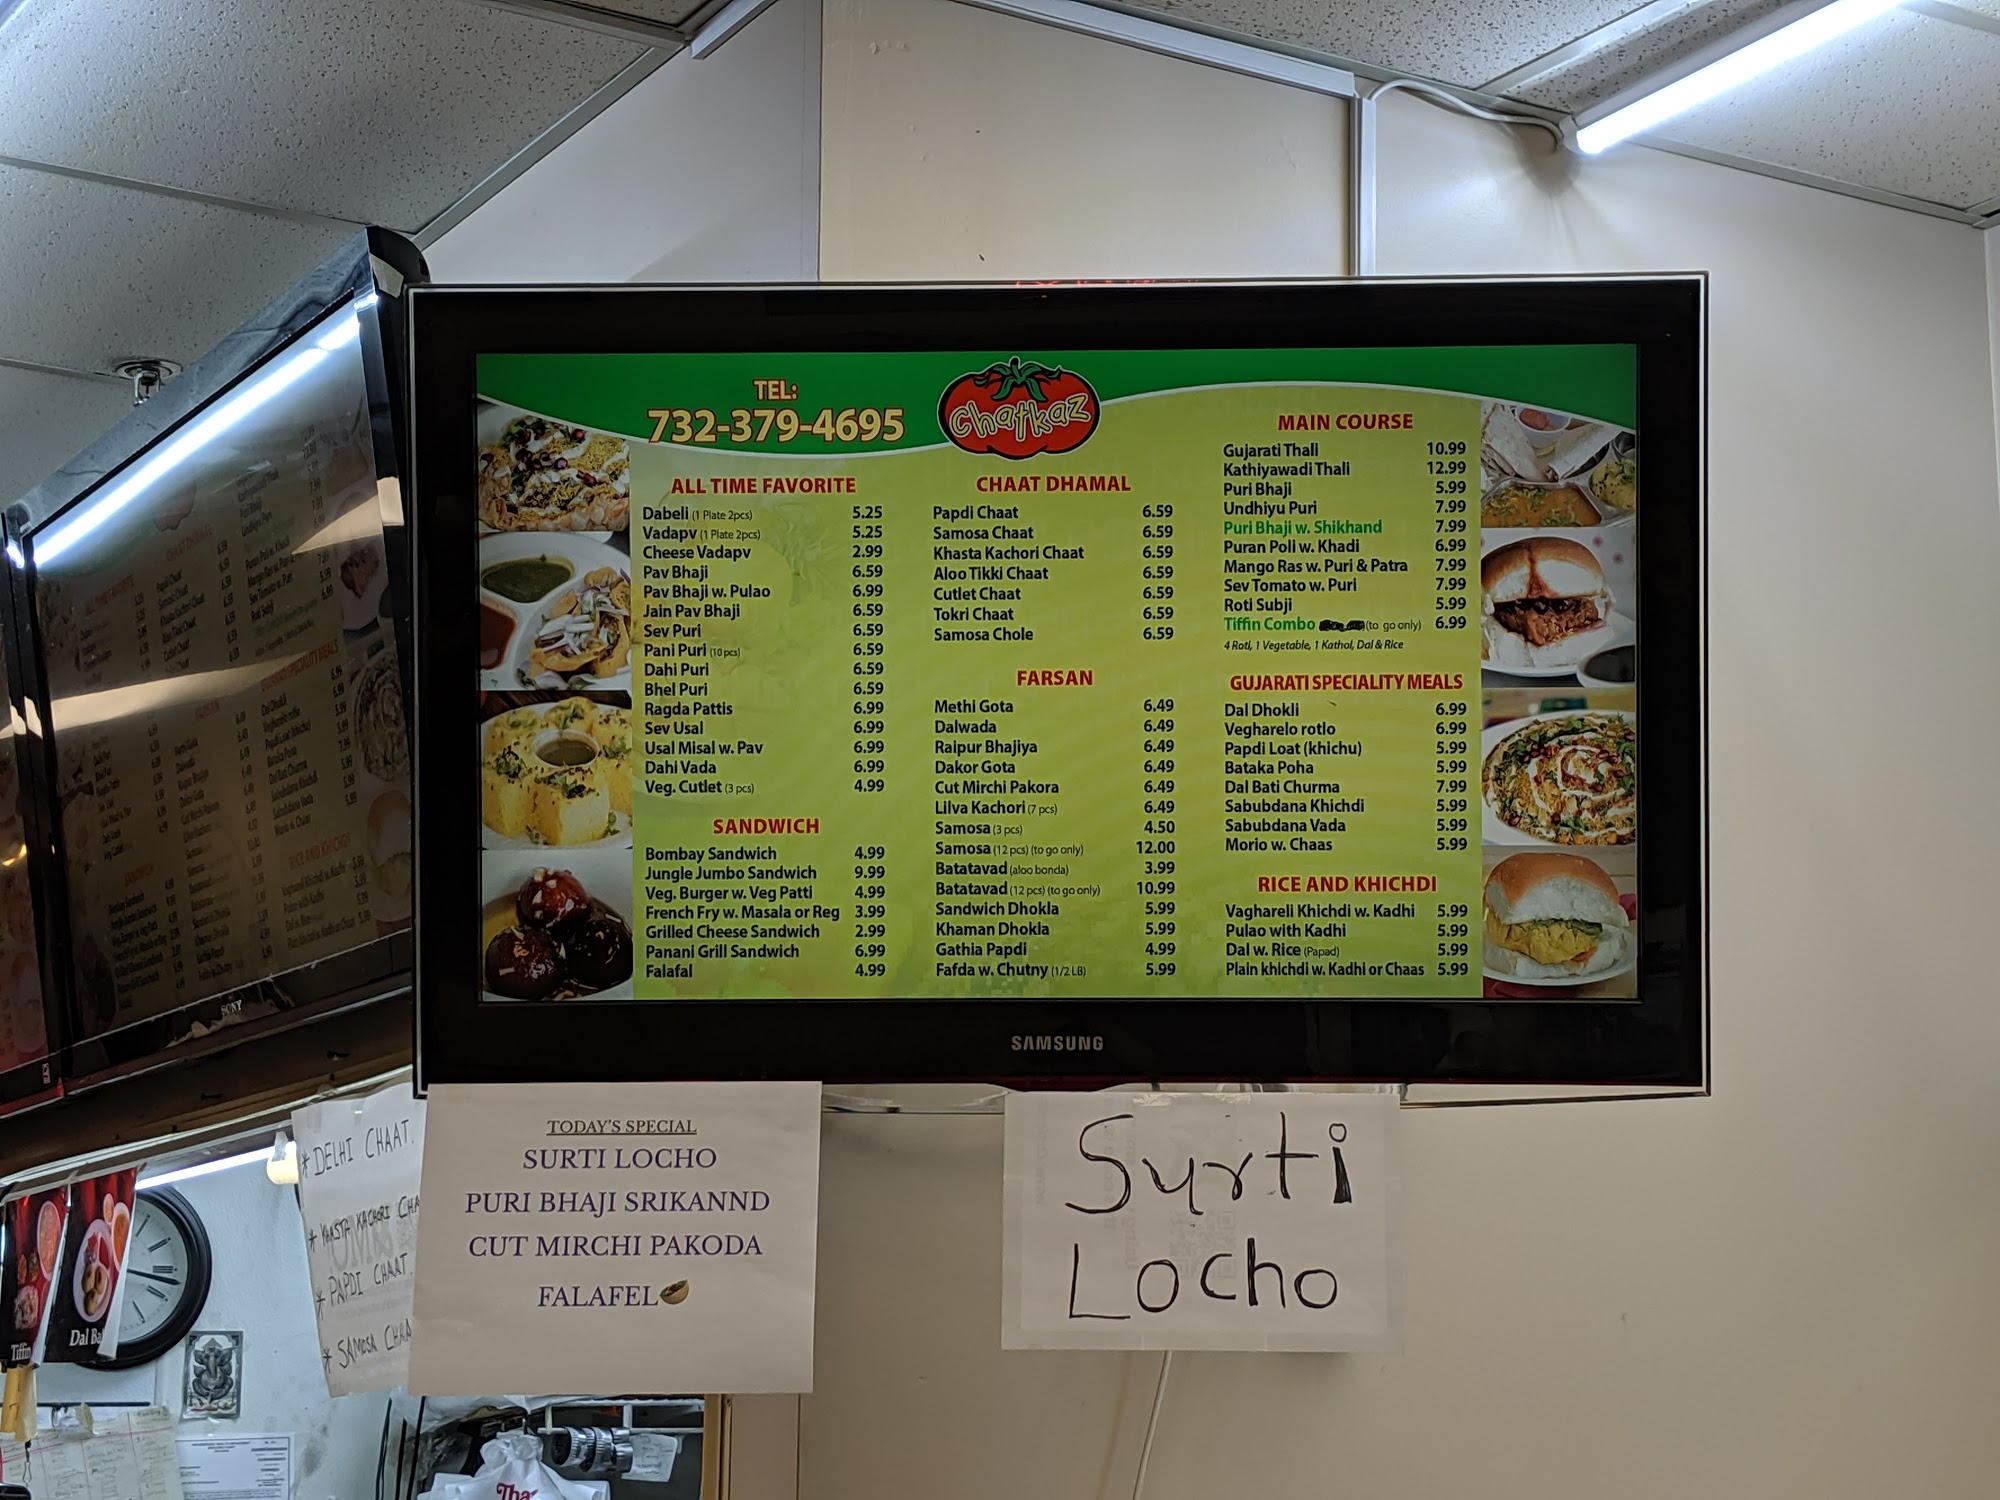 TEL:
732-379-4695
Chatkaz
ALL TIME FAVORITE
Dabeli (1 Plate 2pcs) 5.25
Vadapv (1 Plate 2pcs) 5.25
Cheese Vadapv 2.99
Pav Bhaji 6.59
Pav Bhaji w. Pulao 6.99
Jain Pav Bhaji 6.59
Sev Puri 6.59
Pani Puri (10 pcs) 6.59
Dahi Puri 6.59
Bhel Puri 6.59
Ragda Pattis 6.99
Sev Usal 6.99
Usal Misal w. Pav 6.99
Dahi Vada 6.99
Veg. Cutlet (3 pcs) 4.99
SANDWICH
Bombay Sandwich 4.99
Jungle Jumbo Sandwich 9.99
Veg. Burger w. Veg Patti 4.99
French Fry w. Masala or Reg 3.99
Grilled Cheese Sandwich 2.99
Panani Grill Sandwich 6.99
Falafal 4.99
CHAAT DHAMAL
Papdi Chaat 6.59
Samosa Chaat 6.59
Khasta Kachori Chaat 6.59
Aloo Tikki Chaat 6.59
Cutlet Chaat 6.59
Tokri Chaat 6.59
Samosa Chole 6.59
FARSAN
Methi Gota 6.49
Dalwada 6.49
Raipur Bhajiya 6.49
Dakor Gota 6.49
Cut Mirchi Pakora 6.49
Lilva Kachori (7 pcs) 6.49
Samosa (3 pcs) 4.50
Samosa (12 pcs) (to go only) 12.00
Batatavad (aloo bonda) 3.99
Batatavad (12 pcs) (to go only) 10.99
Sandwich Dhokla 5.99
Khaman Dhokla 5.99
Gathia Papdi 4.99
Fafda w. Chutny (1/2 LB) 5.99
MAIN COURSE
Gujarati Thali 10.99
Kathiyawadi Thali 12.99
Puri Bhaji 5.99
Undhiyu Puri 7.99
Puri Bhaji w. Shikhand 7.99
Puran Poli w. Khadi 6.99
Mango Ras w. Puri & Patra 7.99
Sev Tomato w. Puri 7.99
Roti Subji 5.99
Tiffin Combo (to go only) 6.99
4 Roti, 1 Vegetable, 1 Kathol, Dal & Rice
GUJARATI SPECIALITY MEALS
Dal Dhokli 6.99
Vegharelo rotlo 6.99
Papdi Loat (khichu) 5.99
Bataka Poha 5.99
Dal Bati Churma 7.99
Sabubdana Khichdi 5.99
Sabubdana Vada 5.99
Morio w. Chaas 5.99
RICE AND KHICHDI
Vaghareli Khichdi w. Kadhi 5.99
Pulao with Kadhi 5.99
Dal w. Rice (Papad) 5.99
Plain khichdi w. Kadhi or Chaas 5.99
SAMSUNG
SONY
* DELHI CHAAT.
* KHASTA KACHORI CHA
* PAPDI CHAAT.
* SAMOSA CHAA
TODAY'S SPECIAL
SURTI LOCHO
PURI BHAJI SRIKANND
CUT MIRCHI PAKODA
FALAFEL
Surti
Locho
Tiffin
Dal Ba